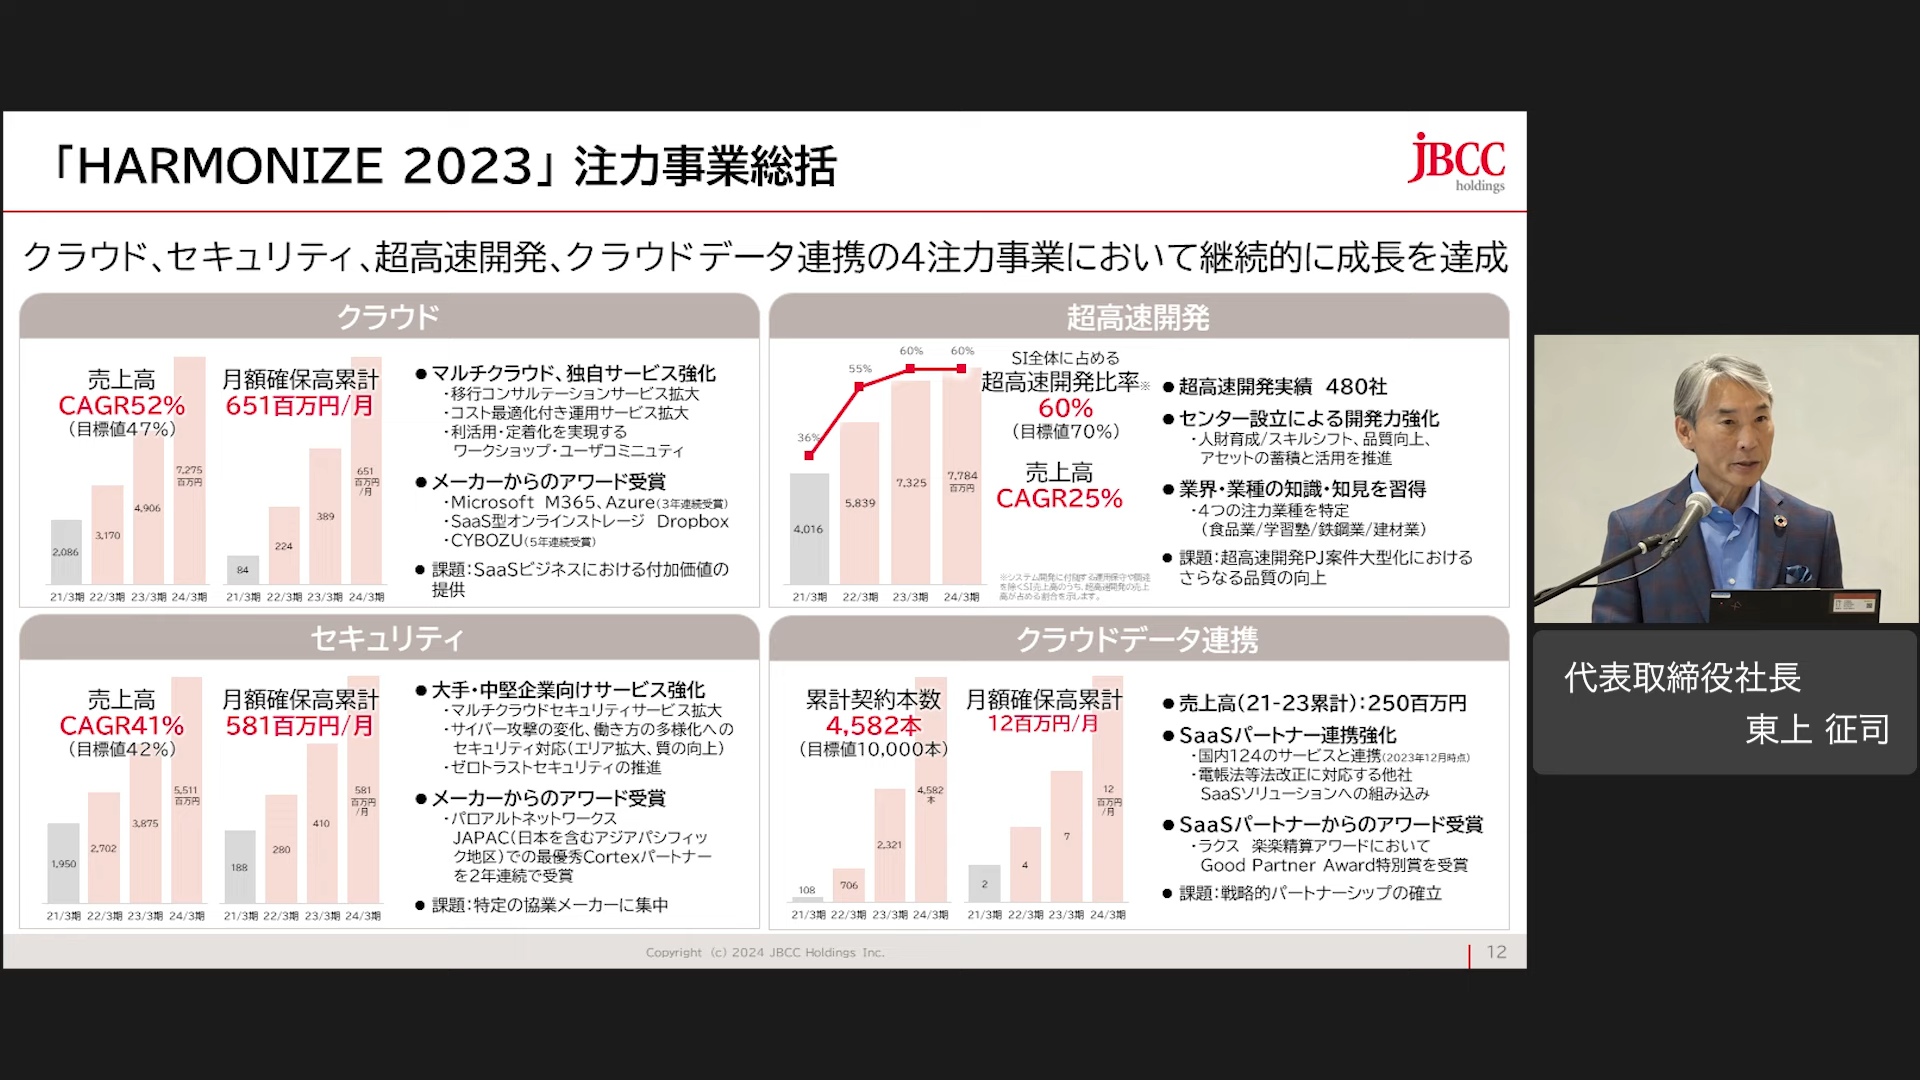 「HARMONIZE 2023」 注力事業総括
JBCC
holdings
クラウド、セキュリティ、超高速開発、クラウドデータ連携の4注力事業において継続的に成長を達成
クラウド
売上高
CAGR52%
(目標値47%)
2,086
3,170
4,906
7,275
百万円
21/3期 22/3期 23/3期 24/3期
月額確保高累計
651百万円/月
84
224
389
651
百万円
/月
21/3期 22/3期 23/3期 24/3期
● マルチクラウド、独自サービス強化
・移行コンサルテーションサービス拡大
・コスト最適化付き運用サービス拡大
・利活用・定着化を実現する
ワークショップ・ユーザコミニュティ
● メーカーからのアワード受賞
・Microsoft M365、Azure(3年連続受賞)
・SaaS型オンラインストレージ Dropbox
・CYBOZU(5年連続受賞)
● 課題:SaaSビジネスにおける付加価値の
提供
超高速開発
36%
55%
60%
60%
4,016
5,839
7,325
7,784
百万円
21/3期 22/3期 23/3期 24/3期
SI全体に占める
超高速開発比率※
60%
(目標値70%)
売上高
CAGR25%
※システム開発に付随する運用保守や製造
を除くSI売上高のうち、超高速開発の売上
高が占める割合を示します。
● 超高速開発実績 480社
● センター設立による開発力強化
・人財育成/スキルシフト、品質向上、
アセットの蓄積と活用を推進
● 業界・業種の知識・知見を習得
・4つの注力業種を特定
(食品業/学習塾/鉄鋼業/建材業)
● 課題:超高速開発PJ案件大型化における
さらなる品質の向上
セキュリティ
売上高
CAGR41%
(目標値42%)
1,950
2,702
3,875
5,511
百万円
21/3期 22/3期 23/3期 24/3期
月額確保高累計
581百万円/月
188
280
410
581
百万円
/月
21/3期 22/3期 23/3期 24/3期
● 大手・中堅企業向けサービス強化
・マルチクラウドセキュリティサービス拡大
・サイバー攻撃の変化、働き方の多様化への
セキュリティ対応(エリア拡大、質の向上)
・ゼロトラストセキュリティの推進
● メーカーからのアワード受賞
・パロアルトネットワークス
JAPAC(日本を含むアジアパシフィッ
ク地区)での最優秀Cortexパートナー
を2年連続で受賞
● 課題:特定の協業メーカーに集中
クラウドデータ連携
累計契約本数
4,582本
(目標値10,000本)
108
706
2,321
4,582
本
21/3期 22/3期 23/3期 24/3期
月額確保高累計
12百万円/月
2
4
7
12
百万円
/月
21/3期 22/3期 23/3期 24/3期
● 売上高(21-23累計):250百万円
● SaaSパートナー連携強化
・国内124のサービスと連携(2023年12月時点)
・電帳法等法改正に対応する他社
SaaSソリューションへの組み込み
● SaaSパートナーからのアワード受賞
・ラクス 楽楽精算アワードにおいて
Good Partner Award特別賞を受賞
● 課題:戦略的パートナーシップの確立
Copyright (c) 2024 JBCC Holdings Inc.
12
代表取締役社長
東上 征司